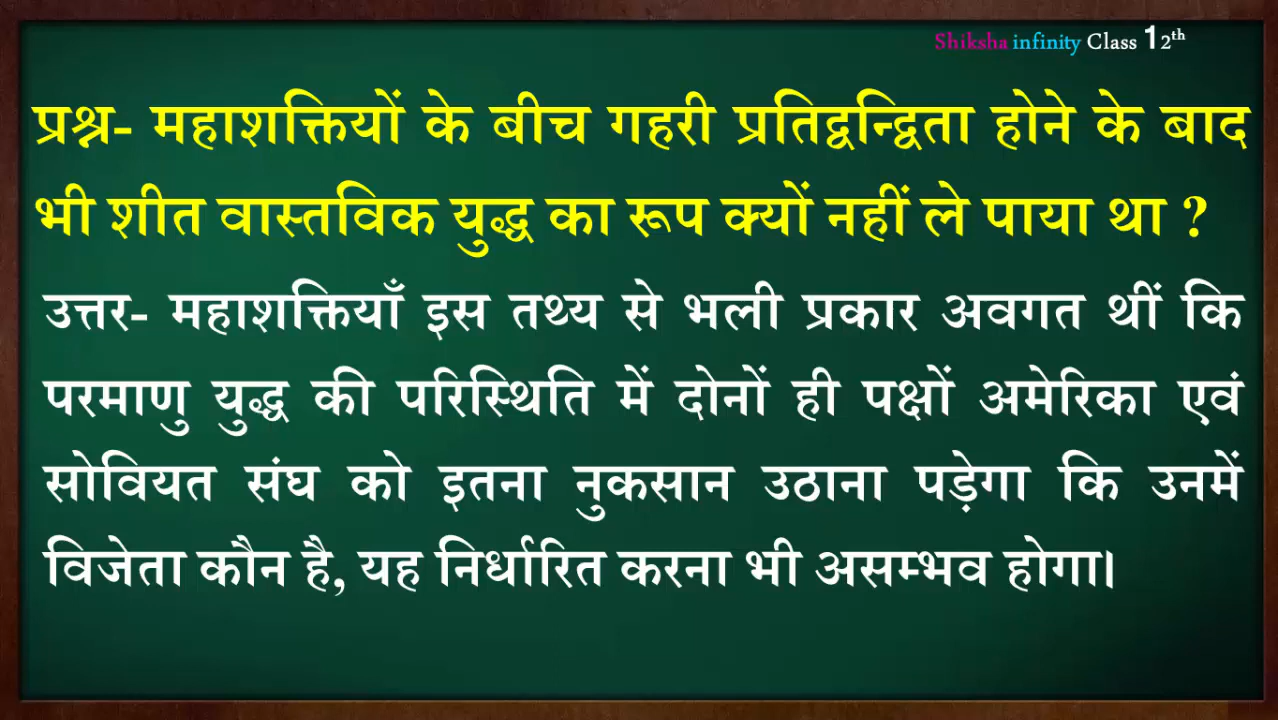 Shiksha infinity Class 12th
प्रश्न- महाशक्तियों के बीच गहरी प्रतिद्वन्द्विता होने के बाद
भी शीत वास्तविक युद्ध का रूप क्यों नहीं ले पाया था ?
उत्तर- महाशक्तियाँ इस तथ्य से भली प्रकार अवगत थीं कि
परमाणु युद्ध की परिस्थिति में दोनों ही पक्षों अमेरिका एवं
सोवियत संघ को इतना नुकसान उठाना पड़ेगा कि उनमें
विजेता कौन है, यह निर्धारित करना भी असम्भव होगा।